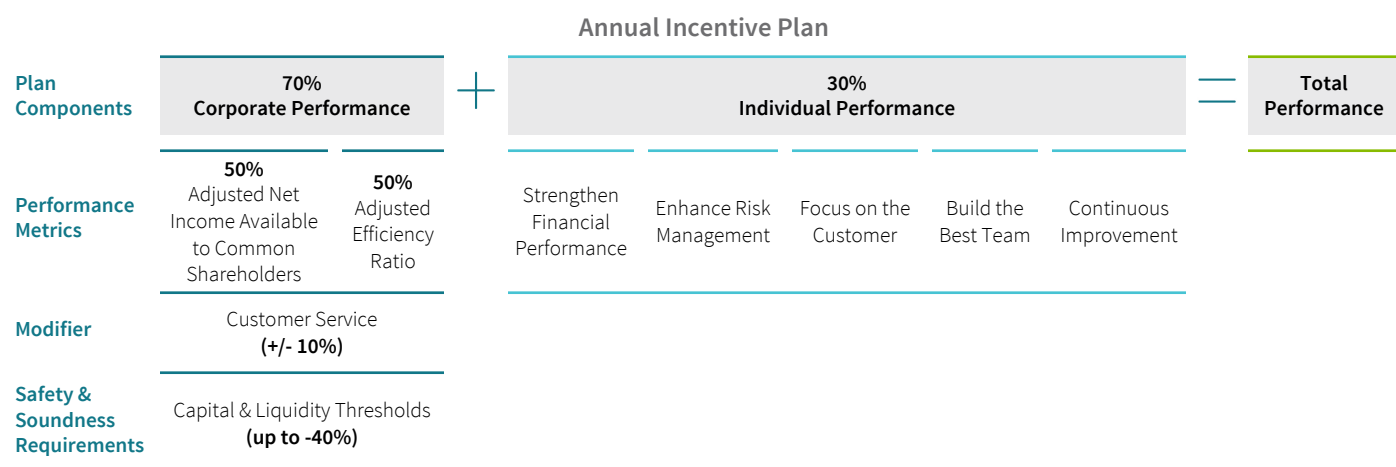 Annual Incentive Plan
Plan
Components
70%
Corporate Performance
+
30%
Individual Performance
=
Total
Performance
Performance
Metrics
50%
Adjusted Net
Income Available
to Common
Shareholders
50%
Adjusted
Efficiency
Ratio
Strengthen
Financial
Performance
Enhance Risk
Management
Focus on the
Customer
Build the
Best Team
Continuous
Improvement
Modifier
Customer Service
(+/- 10%)
Safety &
Soundness
Requirements
Capital & Liquidity Thresholds
(up to -40%)